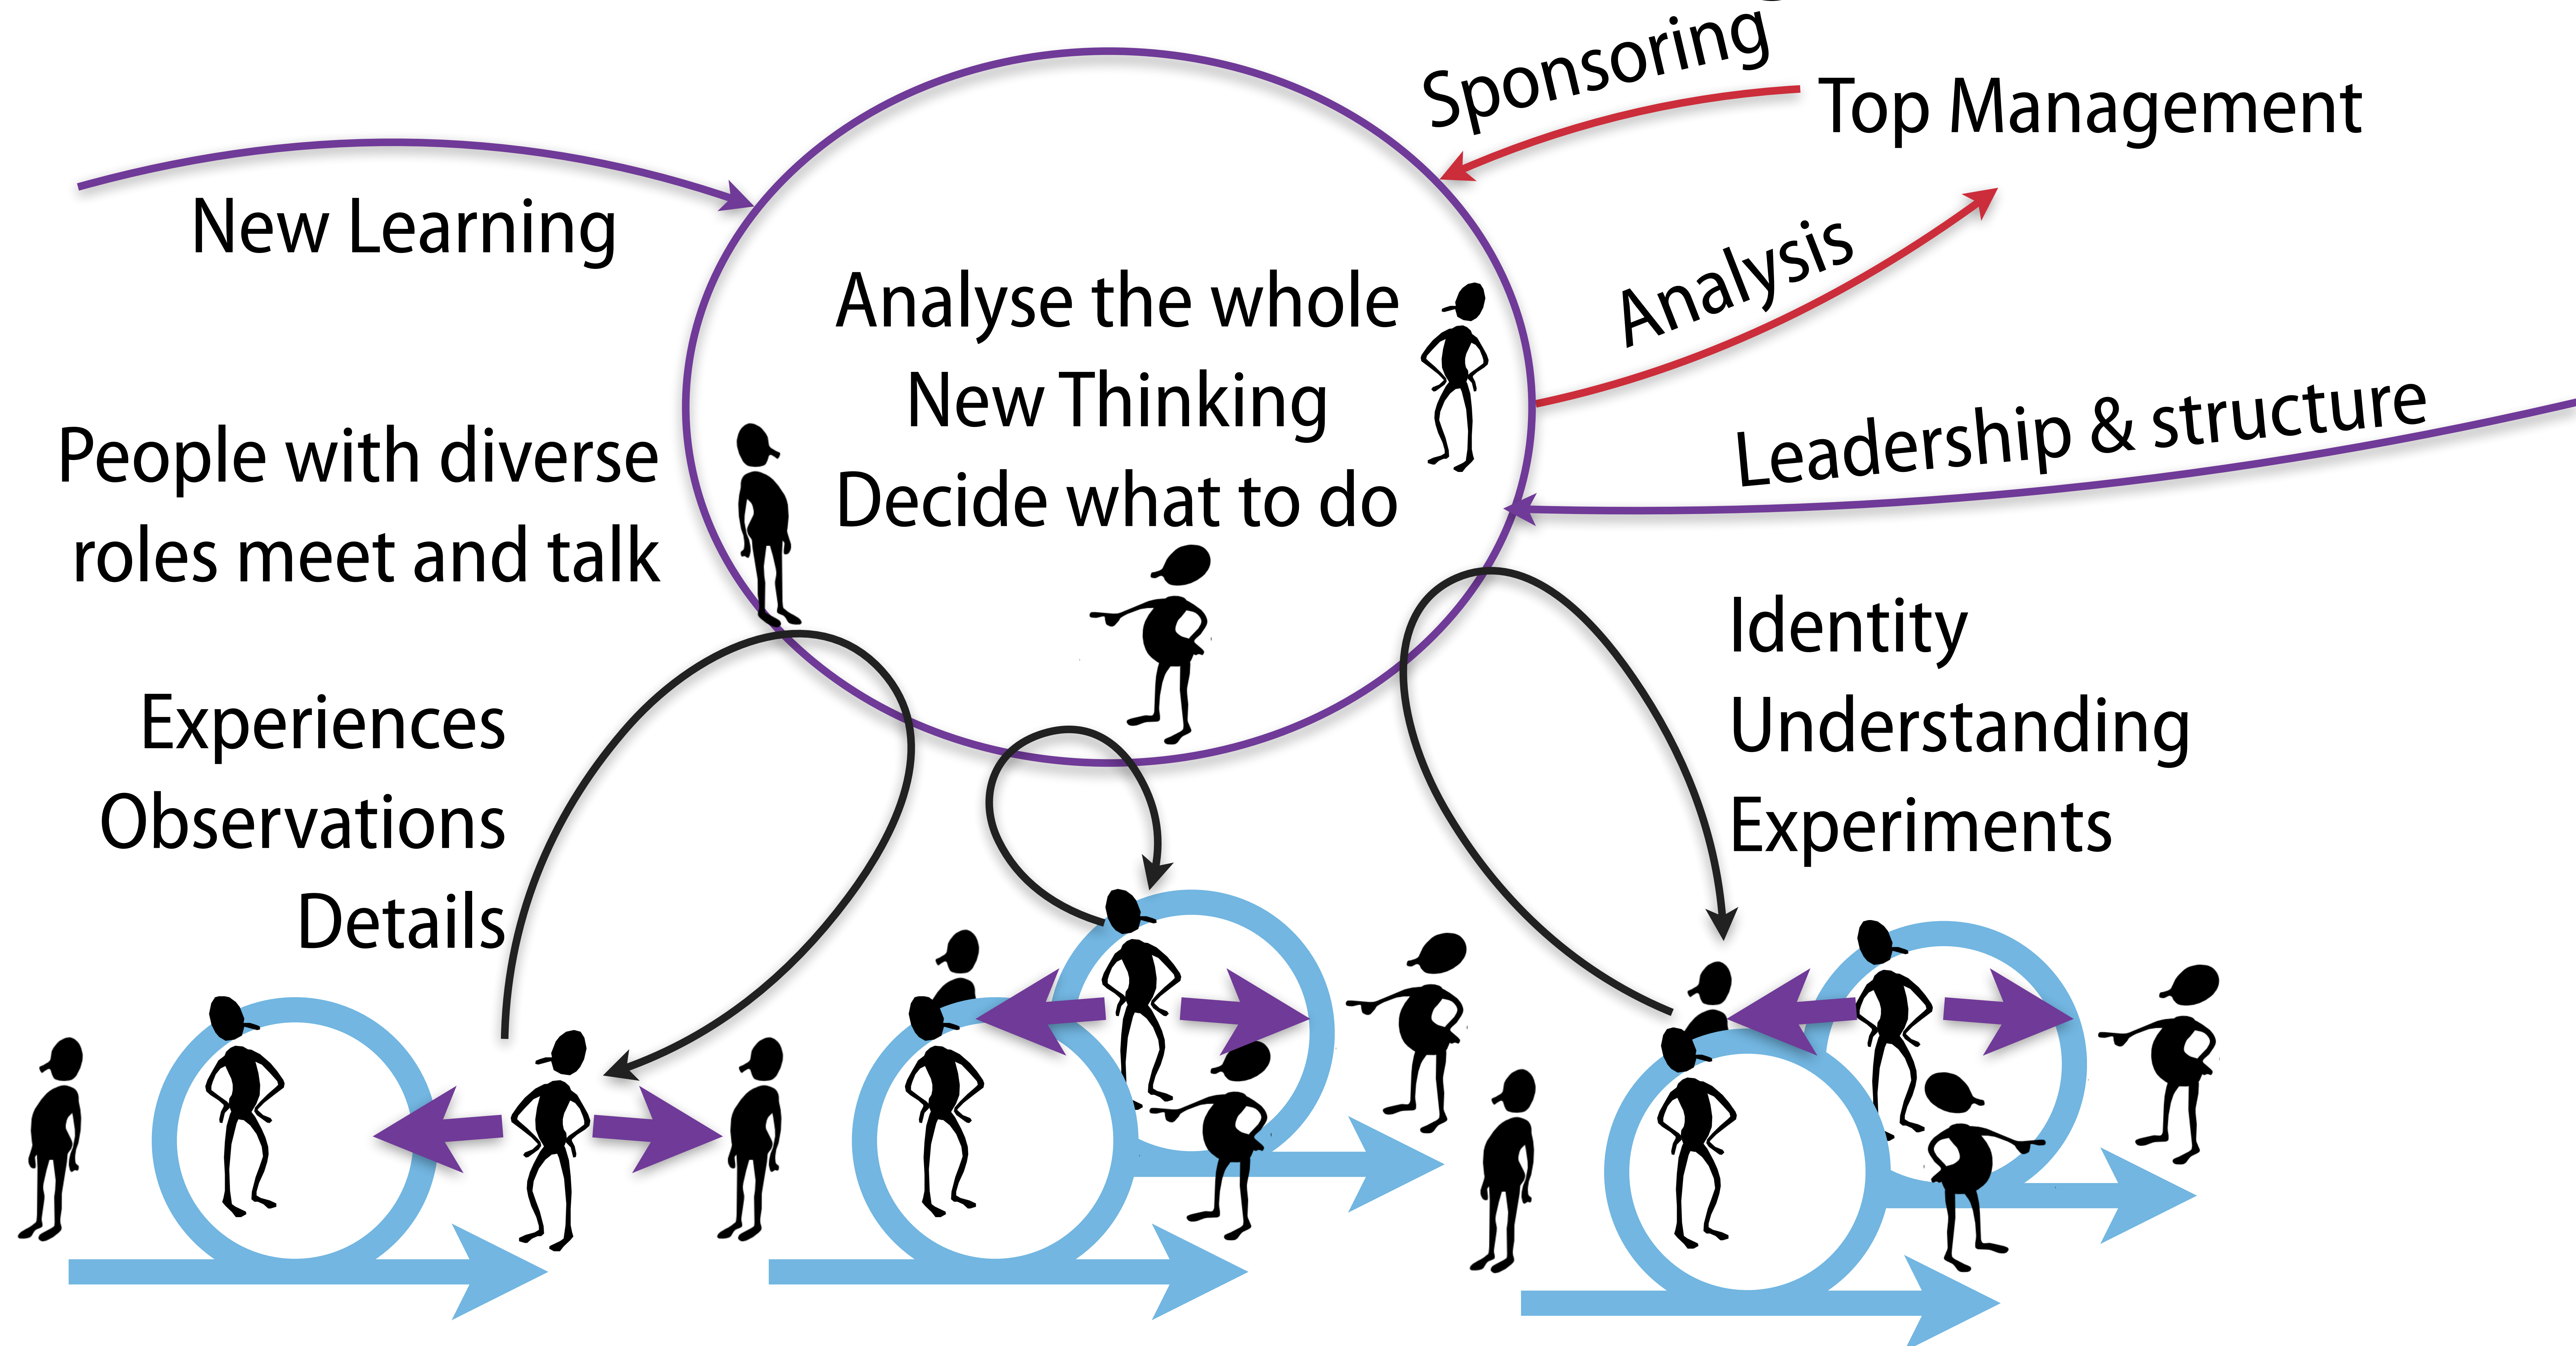 Sponsoring
Top Management
New Learning
Analysis
Analyse the whole
New Thinking
Decide what to do
Leadership & structure
People with diverse
roles meet and talk
Identity
Understanding
Experiments
Experiences
Observations
Details